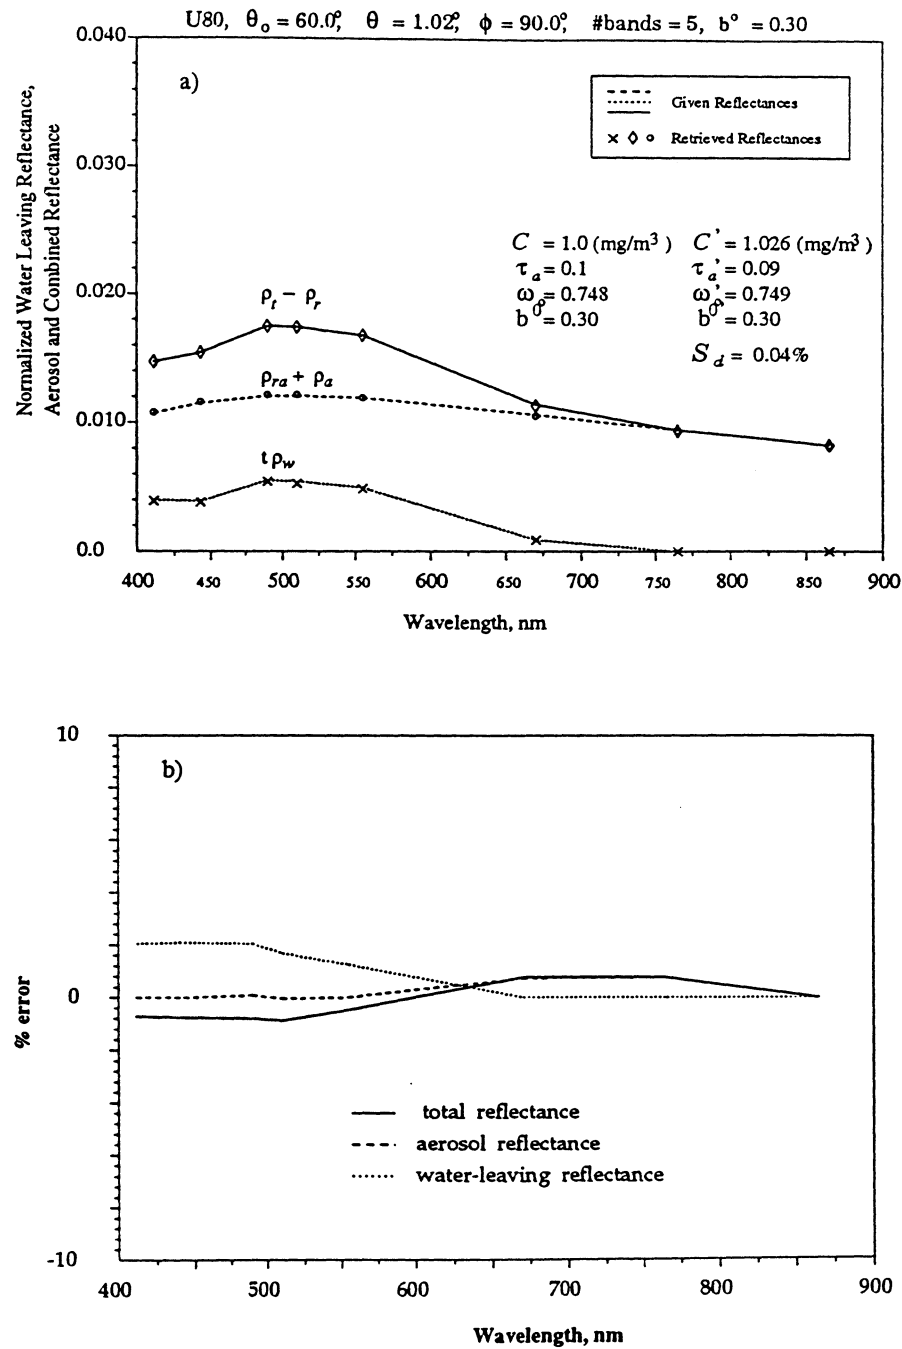 U80, θo = 60.0°, θ = 1.02°, ϕ = 90.0°, #bands = 5, b° = 0.30
Normalized Water Leaving Reflectance,
Aerosol and Combined Reflectance
0.040
0.030
0.020
0.010
0.0
a)
Given Reflectances
Retrieved Reflectances
C = 1.0 (mg/m³) C' = 1.026 (mg/m³)
τa = 0.1 τa' = 0.09
ω = 0.748 ω' = 0.749
b° = 0.30 b°' = 0.30
Sd = 0.04%
ρt − ρr
ρra + ρa
tρw
400 450 500 550 600 650 700 750 800 850 900
Wavelength, nm
b)
10
0
-10
% error
total reflectance
aerosol reflectance
water-leaving reflectance
400 500 600 700 800 900
Wavelength, nm